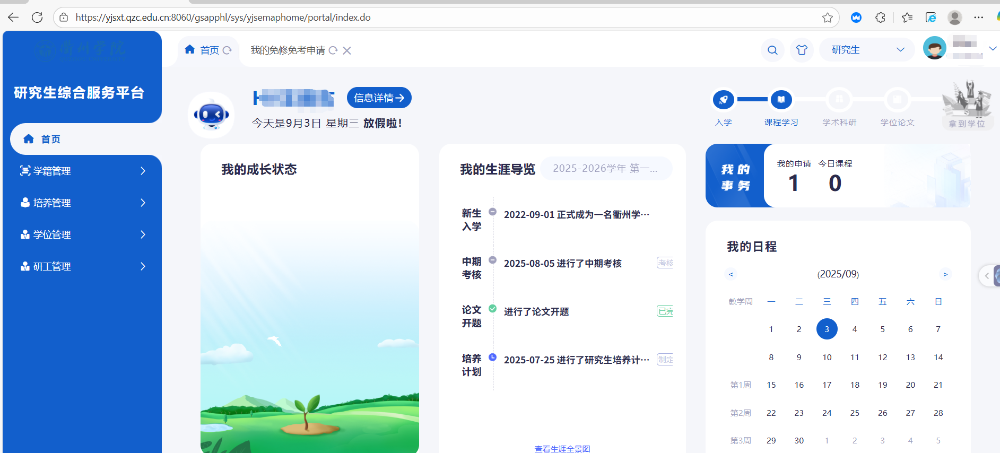 https://yjsxt.qzc.edu.cn:8060/gsapphl/sys/yjsemaphome/portal/index.do
衢州学院
首页
我的免修免考申请
研究生
研究生综合服务平台
首页
学籍管理
培养管理
学位管理
研工管理
信息详情
今天是9月3日 星期三 放假啦！
入学
课程学习
学术科研
学位论文
拿到学位
我的成长状态
我的生涯导览
2025-2026学年 第一...
新生
入学
2022-09-01 正式成为一名衢州学…
中期
考核
2025-08-05 进行了中期考核
考核
论文
开题
进行了论文开题
已完
培养
计划
2025-07-25 进行了研究生培养计…
制定
查看生涯全景图
我的
事务
我的申请 今日课程
1 0
我的日程
< (2025/09) >
教学周 一 二 三 四 五 六 日
1 2 3 4 5 6 7
8 9 10 11 12 13 14
第1周 15 16 17 18 19 20 21
第2周 22 23 24 25 26 27 28
第3周 29 30 1 2 3 4 5